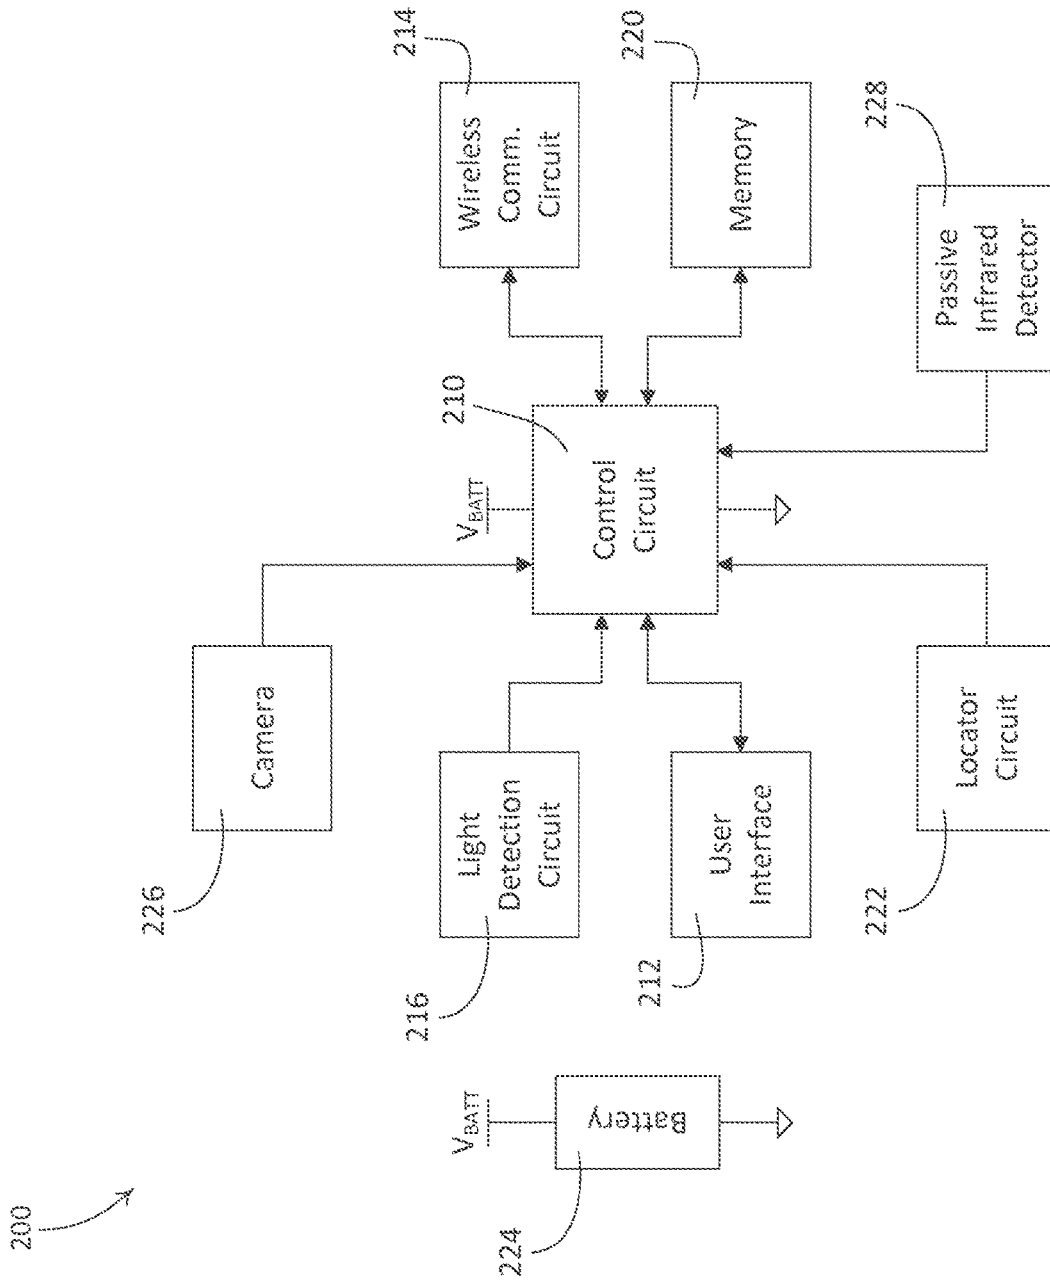 200
226
Camera
216
Light
Detection
Circuit
214
Wireless
Comm.
Circuit
V_BATT
210
Control
Circuit
V_BATT
Battery
224
212
User
Interface
220
Memory
222
Locator
Circuit
228
Passive
Infrared
Detector